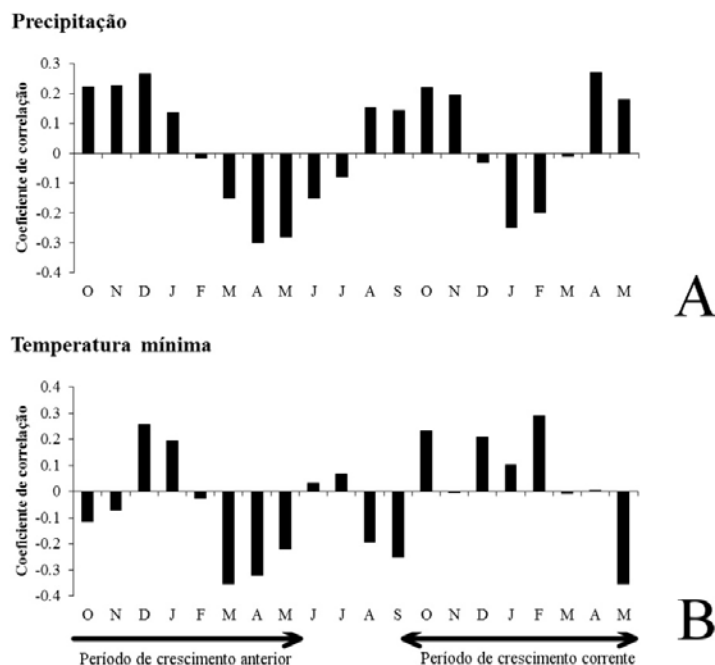 Precipitação
Coeficiente de correlação
0.3
0.2
0.1
0
-0.1
-0.2
-0.3
-0.4
O N D J F M A M J J A S O N D J F M A M
A
Temperatura mínima
Coeficiente de correlação
0.4
0.3
0.2
0.1
0
-0.1
-0.2
-0.3
-0.4
O N D J F M A M J J A S O N D J F M A M
B
Período de crescimento anterior Período de crescimento corrente